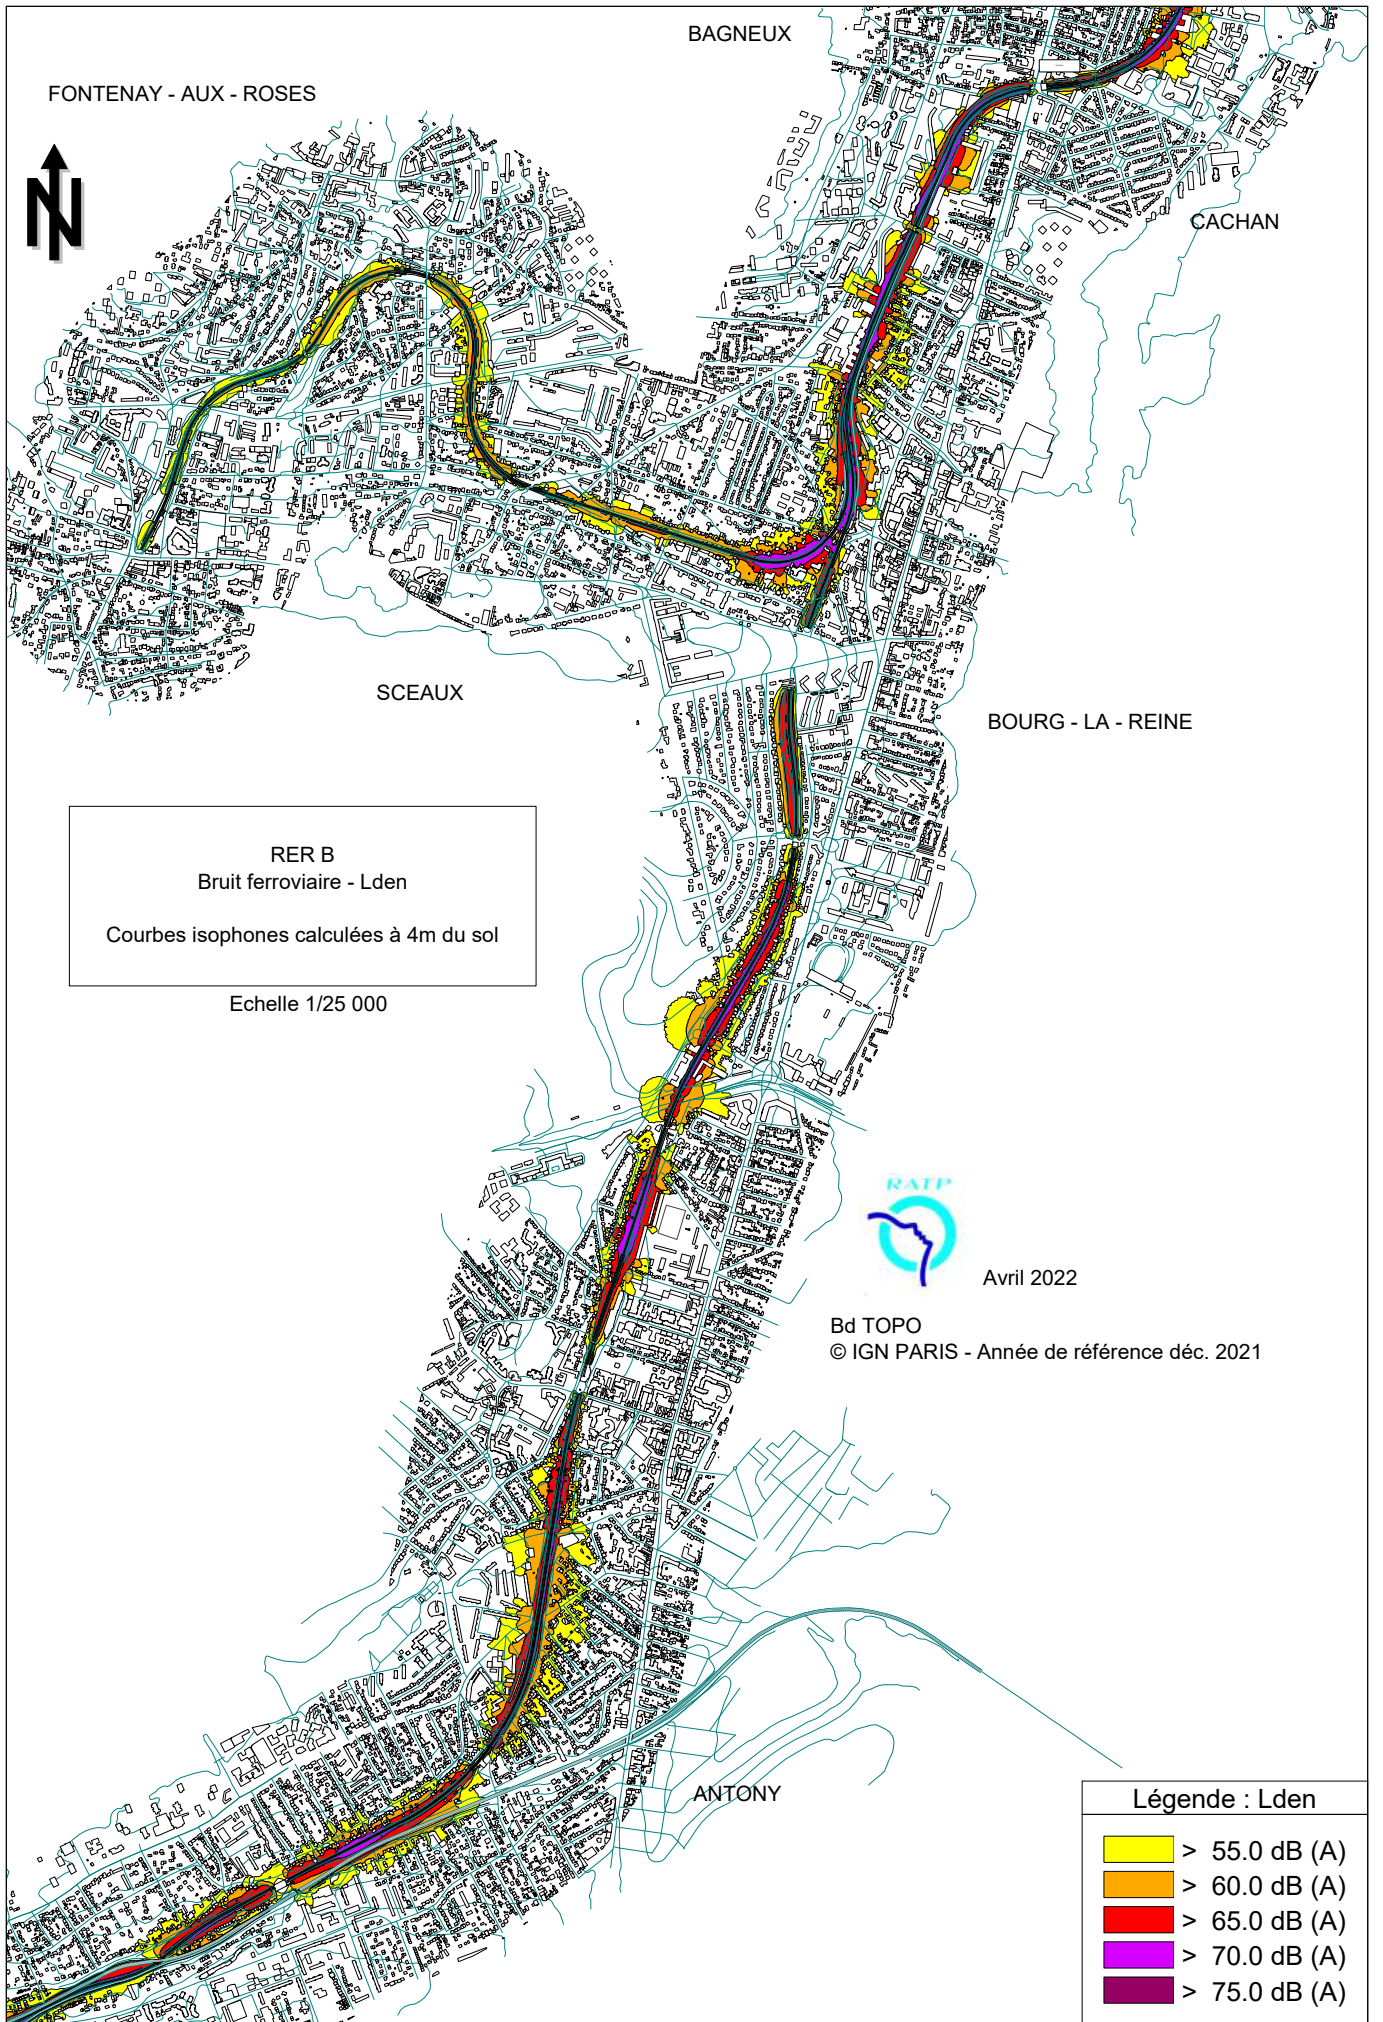 BAGNEUX
FONTENAY - AUX - ROSES
N
CACHAN
SCEAUX
BOURG - LA - REINE
RER B
Bruit ferroviaire - Lden
Courbes isophones calculées à 4m du sol
Echelle 1/25 000
RATP
Avril 2022
Bd TOPO
© IGN PARIS - Année de référence déc. 2021
ANTONY
Légende : Lden
> 55.0 dB (A)
> 60.0 dB (A)
> 65.0 dB (A)
> 70.0 dB (A)
> 75.0 dB (A)